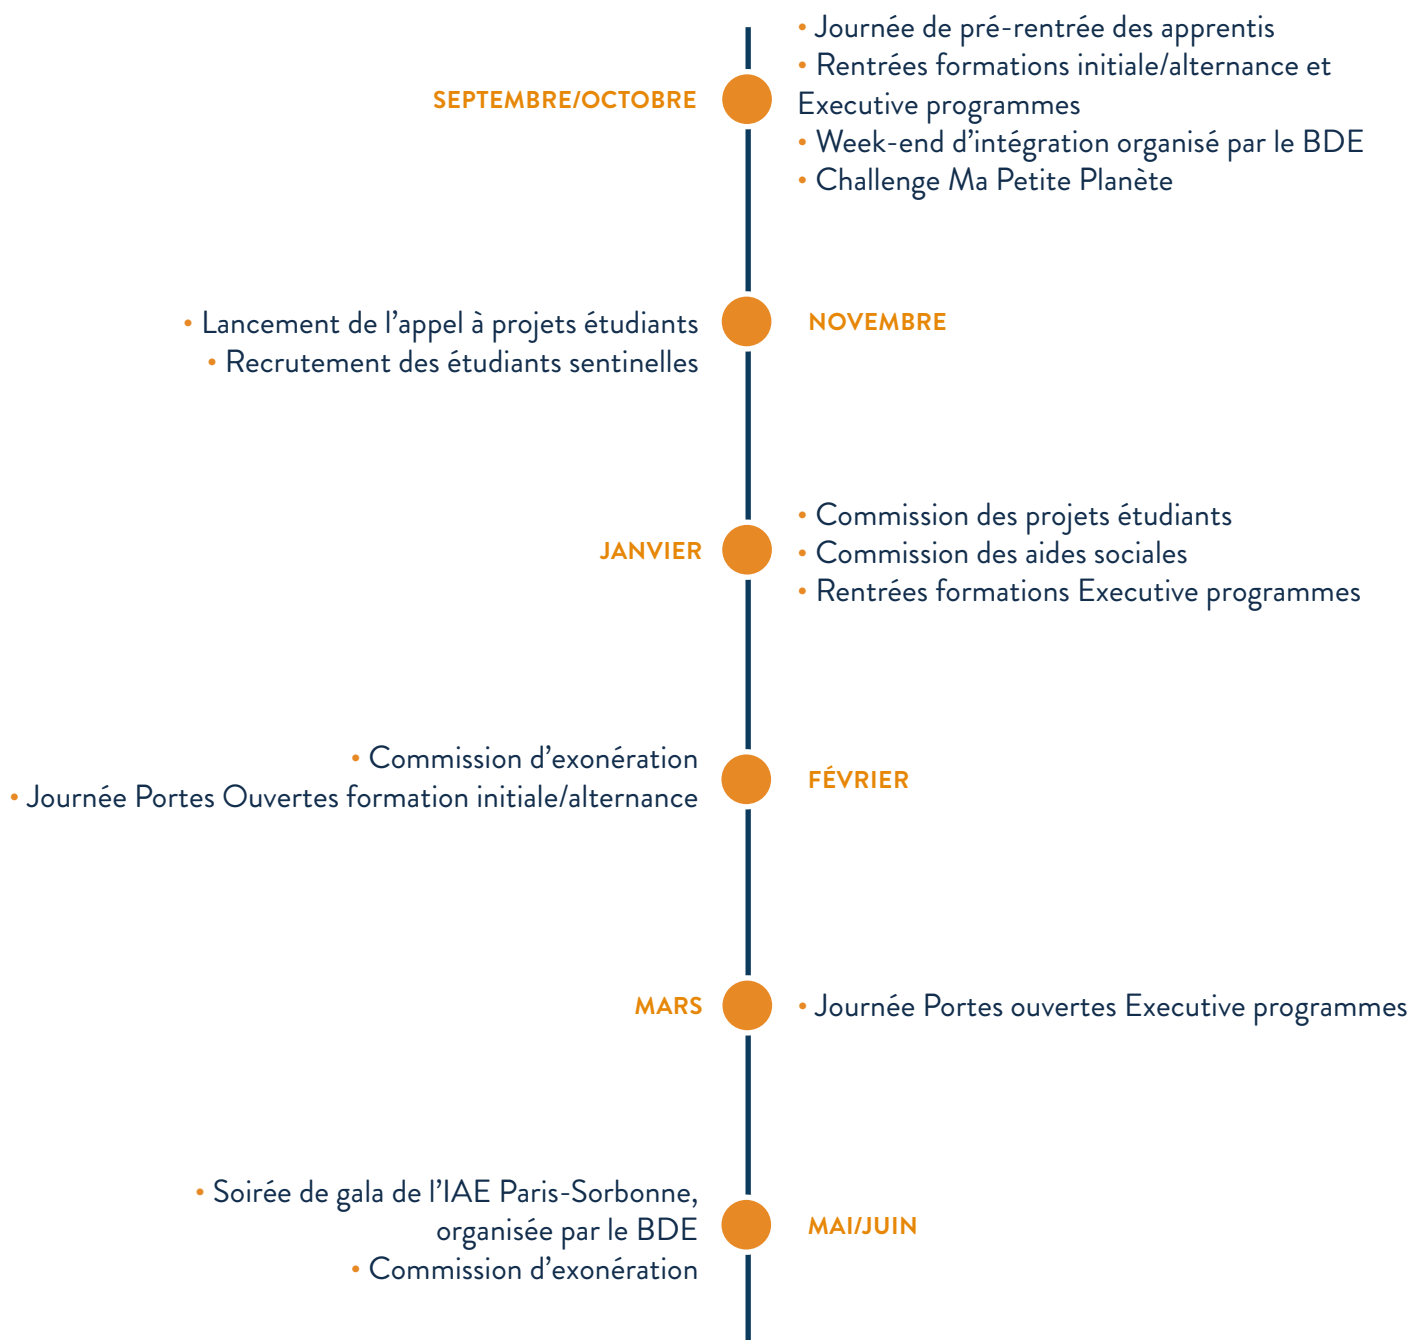 SEPTEMBRE/OCTOBRE
• Journée de pré-rentrée des apprentis
• Rentrées formations initiale/alternance et
Executive programmes
• Week-end d’intégration organisé par le BDE
• Challenge Ma Petite Planète
NOVEMBRE
• Lancement de l’appel à projets étudiants
• Recrutement des étudiants sentinelles
JANVIER
• Commission des projets étudiants
• Commission des aides sociales
• Rentrées formations Executive programmes
FÉVRIER
• Commission d’exonération
• Journée Portes Ouvertes formation initiale/alternance
MARS
• Journée Portes ouvertes Executive programmes
MAI/JUIN
• Soirée de gala de l’IAE Paris-Sorbonne,
organisée par le BDE
• Commission d’exonération